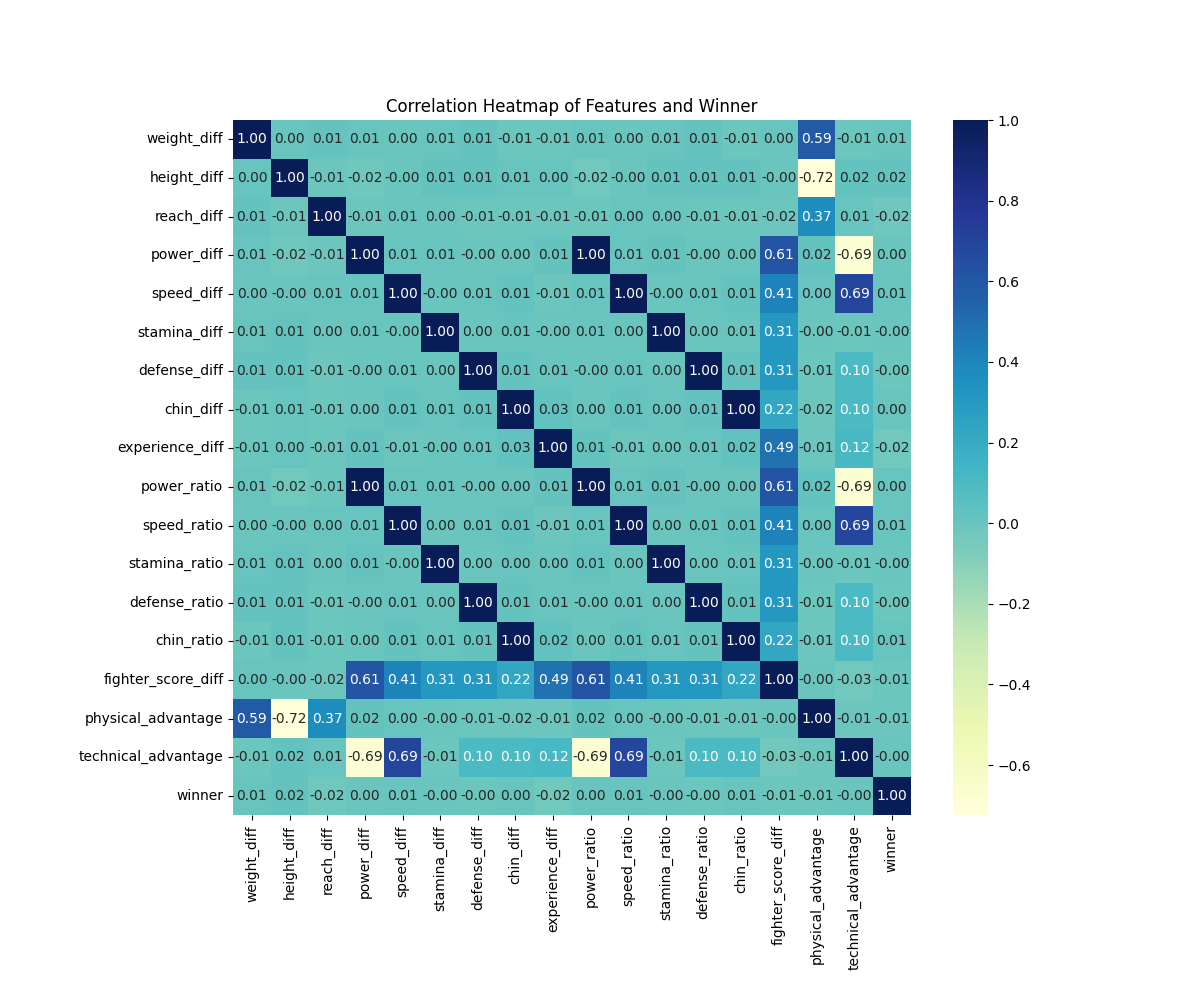 Correlation Heatmap of Features and Winner
weight_diff 1.00 0.00 0.01 0.01 0.00 0.01 0.01 -0.01 -0.01 0.01 0.00 0.01 0.01 -0.01 0.00 0.59 -0.01 0.01
height_diff 0.00 1.00 -0.01 -0.02 -0.00 0.01 0.01 0.01 0.00 -0.02 -0.00 0.01 0.01 0.01 -0.00 -0.72 0.02 0.02
reach_diff 0.01 -0.01 1.00 -0.01 0.01 0.00 -0.01 -0.01 -0.01 -0.01 0.00 0.00 -0.01 -0.01 -0.02 0.37 0.01 -0.02
power_diff 0.01 -0.02 -0.01 1.00 0.01 0.01 -0.00 0.00 0.01 1.00 0.01 0.01 -0.00 0.00 0.61 0.02 -0.69 0.00
speed_diff 0.00 -0.00 0.01 0.01 1.00 -0.00 0.01 0.01 -0.01 0.01 1.00 -0.00 0.01 0.01 0.41 0.00 0.69 0.01
stamina_diff 0.01 0.01 0.00 0.01 -0.00 1.00 0.00 0.01 -0.00 0.01 0.00 1.00 0.00 0.01 0.31 -0.00 -0.01 -0.00
defense_diff 0.01 0.01 -0.01 -0.00 0.01 0.00 1.00 0.01 0.01 -0.00 0.01 0.00 1.00 0.01 0.31 -0.01 0.10 -0.00
chin_diff -0.01 0.01 -0.01 0.00 0.01 0.01 0.01 1.00 0.03 0.00 0.01 0.00 0.01 1.00 0.22 -0.02 0.10 0.00
experience_diff -0.01 0.00 -0.01 0.01 -0.01 -0.00 0.01 0.03 1.00 0.01 -0.01 0.00 0.01 0.02 0.49 -0.01 0.12 -0.02
power_ratio 0.01 -0.02 -0.01 1.00 0.01 0.01 -0.00 0.00 0.01 1.00 0.01 0.01 -0.00 0.00 0.61 0.02 -0.69 0.00
speed_ratio 0.00 -0.00 0.00 0.01 1.00 0.00 0.01 0.01 -0.01 0.01 1.00 0.00 0.01 0.01 0.41 0.00 0.69 0.01
stamina_ratio 0.01 0.01 0.00 0.01 -0.00 1.00 0.00 0.00 0.00 0.01 0.00 1.00 0.00 0.01 0.31 -0.00 -0.01 -0.00
defense_ratio 0.01 0.01 -0.01 -0.00 0.01 0.00 1.00 0.01 0.01 -0.00 0.01 0.00 1.00 0.01 0.31 -0.01 0.10 -0.00
chin_ratio -0.01 0.01 -0.01 0.00 0.01 0.01 0.01 1.00 0.02 0.00 0.01 0.01 0.01 1.00 0.22 -0.01 0.10 0.01
fighter_score_diff 0.00 -0.00 -0.02 0.61 0.41 0.31 0.31 0.22 0.49 0.61 0.41 0.31 0.31 0.22 1.00 -0.00 -0.03 -0.01
physical_advantage 0.59 -0.72 0.37 0.02 0.00 -0.00 -0.01 -0.02 -0.01 0.02 0.00 -0.00 -0.01 -0.01 -0.00 1.00 -0.01 -0.01
technical_advantage -0.01 0.02 0.01 -0.69 0.69 -0.01 0.10 0.10 0.12 -0.69 0.69 -0.01 0.10 0.10 -0.03 -0.01 1.00 -0.00
winner 0.01 0.02 -0.02 0.00 0.01 -0.00 -0.00 0.00 -0.02 0.00 0.01 -0.00 -0.00 0.01 -0.01 -0.01 -0.00 1.00
weight_diff
height_diff
reach_diff
power_diff
speed_diff
stamina_diff
defense_diff
chin_diff
experience_diff
power_ratio
speed_ratio
stamina_ratio
defense_ratio
chin_ratio
fighter_score_diff
physical_advantage
technical_advantage
winner
1.0
0.8
0.6
0.4
0.2
0.0
−0.2
−0.4
−0.6